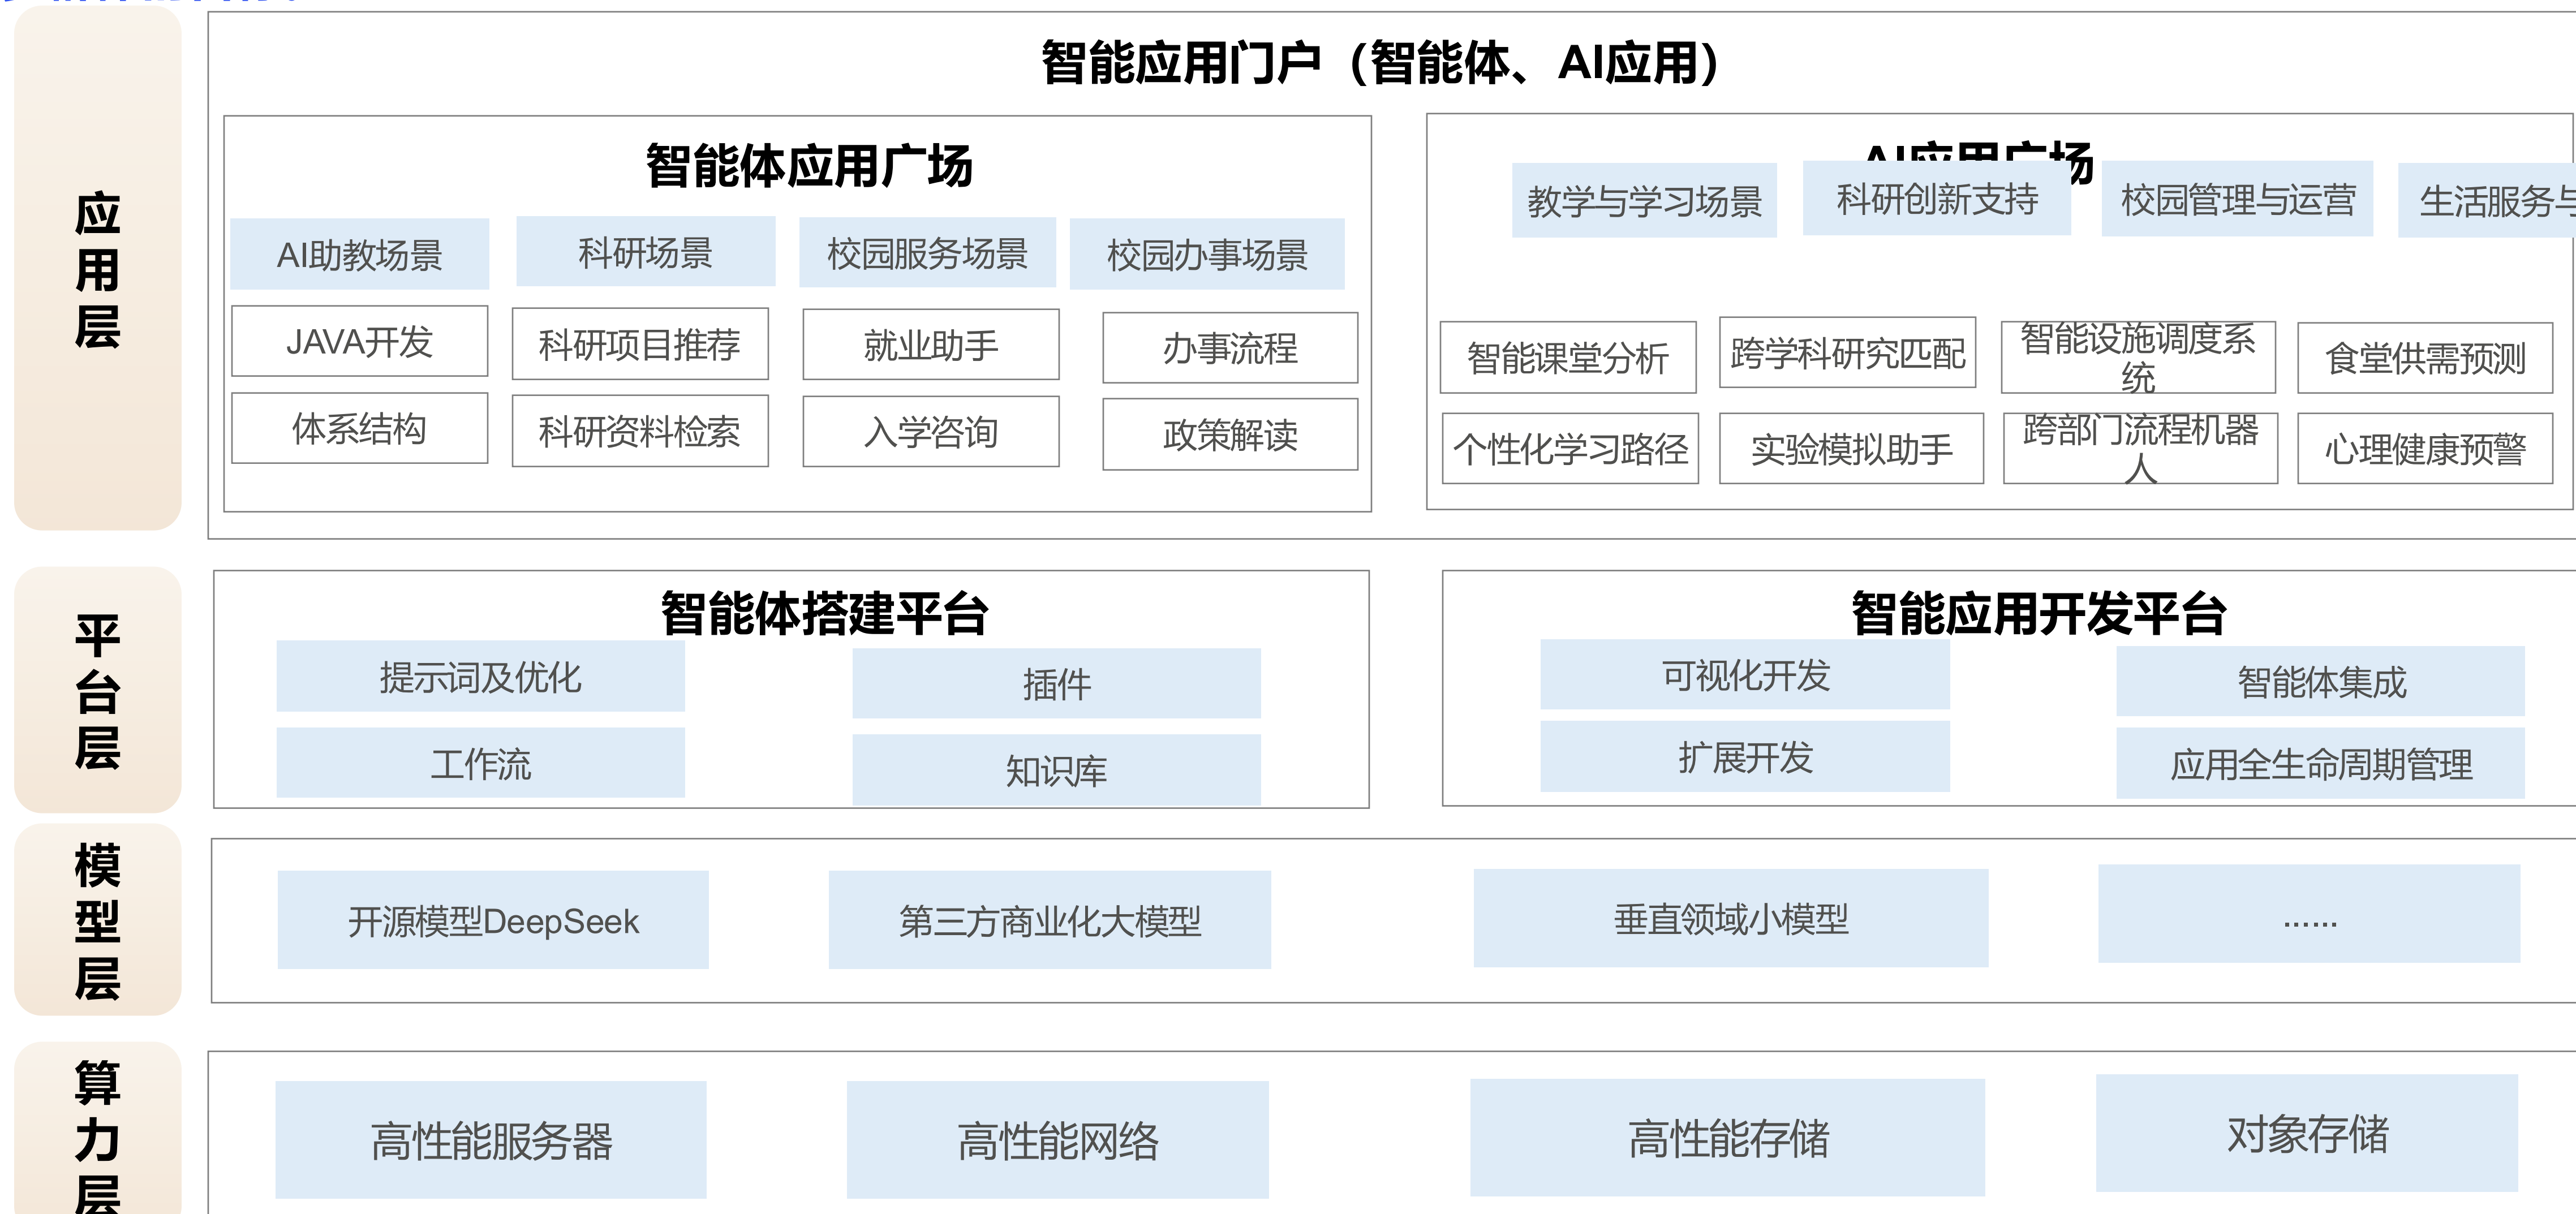 应用层
智能应用门户（智能体、AI应用）
智能体应用广场
AI助教场景
科研场景
校园服务场景
校园办事场景
JAVA开发
科研项目推荐
就业助手
办事流程
体系结构
科研资料检索
入学咨询
政策解读
AI应用广场
教学与学习场景
科研创新支持
校园管理与运营
生活服务与
智能课堂分析
跨学科研究匹配
智能设施调度系
统
食堂供需预测
个性化学习路径
实验模拟助手
跨部门流程机器
人
心理健康预警
平台层
智能体搭建平台
提示词及优化
插件
工作流
知识库
智能应用开发平台
可视化开发
智能体集成
扩展开发
应用全生命周期管理
模型层
开源模型DeepSeek
第三方商业化大模型
垂直领域小模型
......
算力层
高性能服务器
高性能网络
高性能存储
对象存储